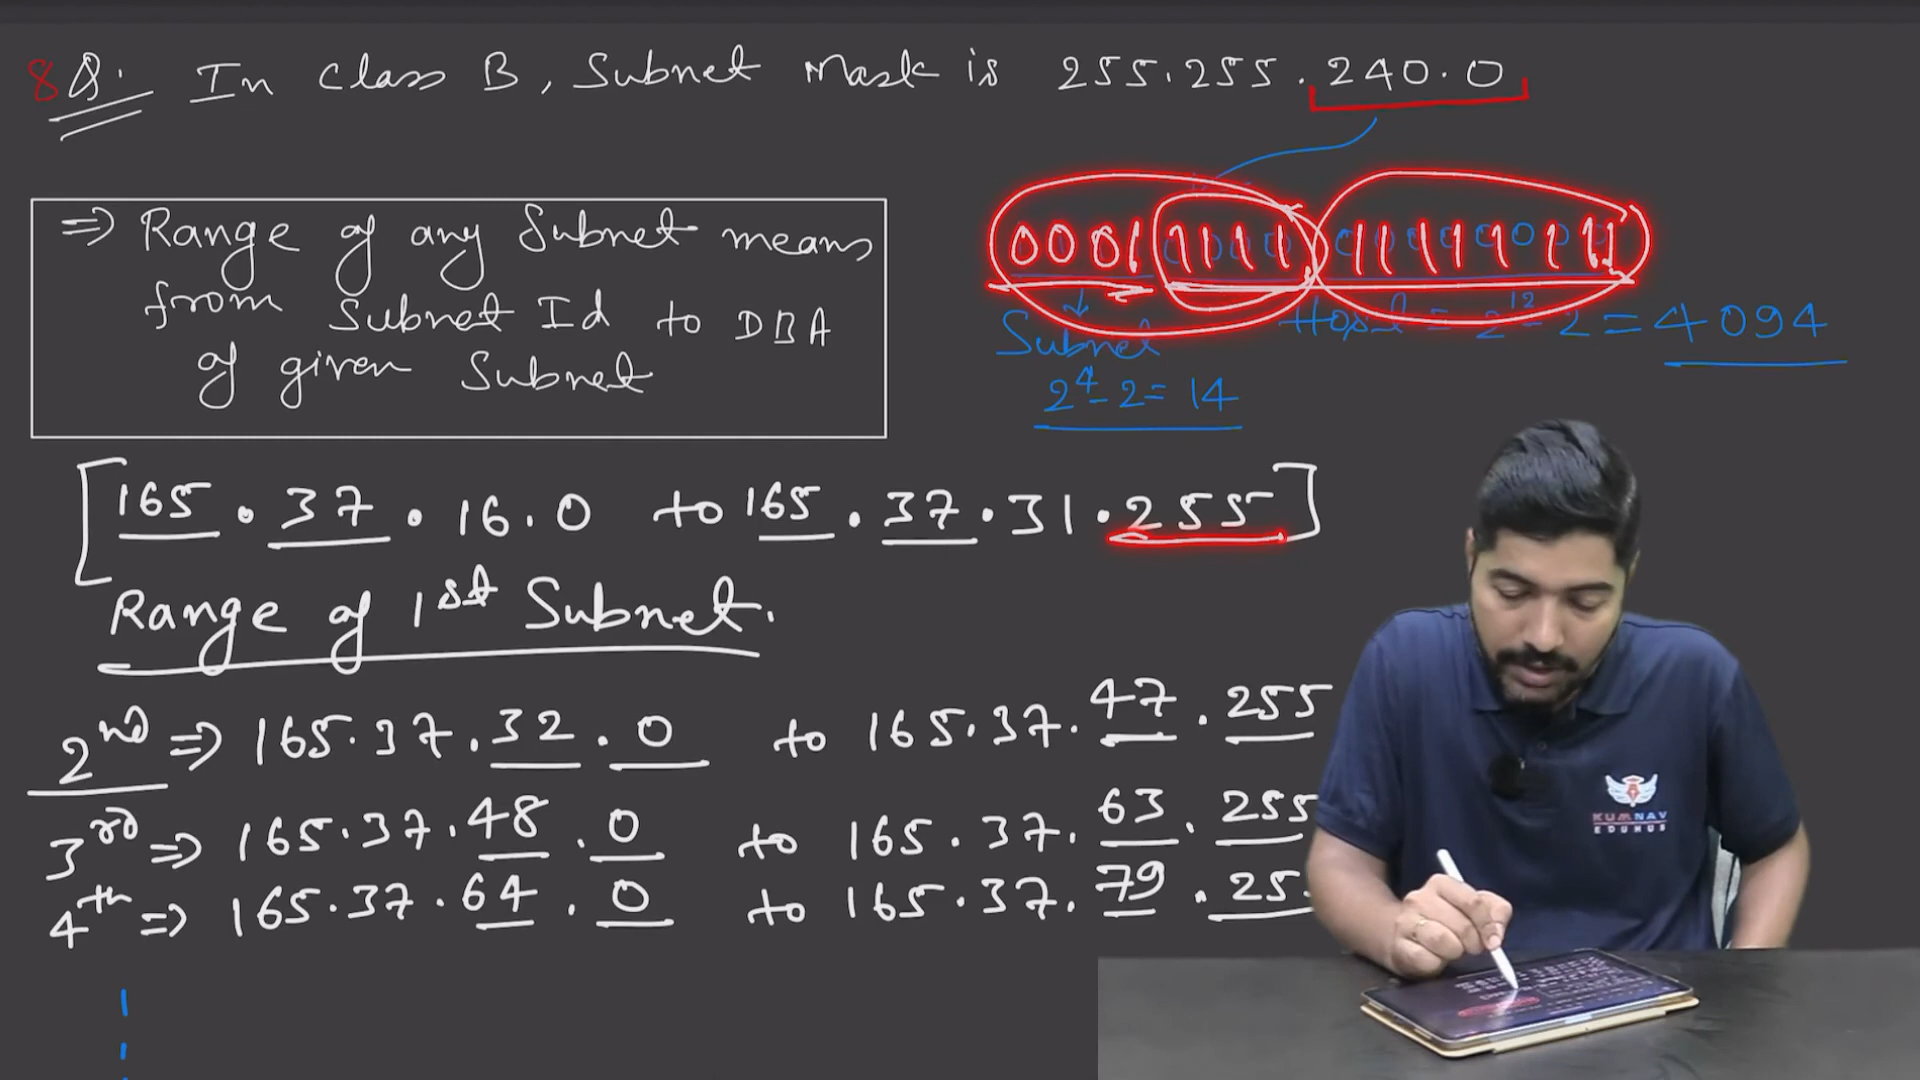 8Q. In Class B, Subnet Mask is 255.255.240.0
⇒ Range of any Subnet means
from Subnet Id to DBA
of given Subnet
0001 1111 11111111
Subnet
2⁴-2=14
Host = 2¹²-2=4094
[165.37.16.0 to 165.37.31.255]
Range of 1st Subnet.
2nd ⇒ 165.37.32.0 to 165.37.47.255
3rd ⇒ 165.37.48.0 to 165.37.63.255
4th ⇒ 165.37.64.0 to 165.37.79.25
KUMNAV
EDUHUB